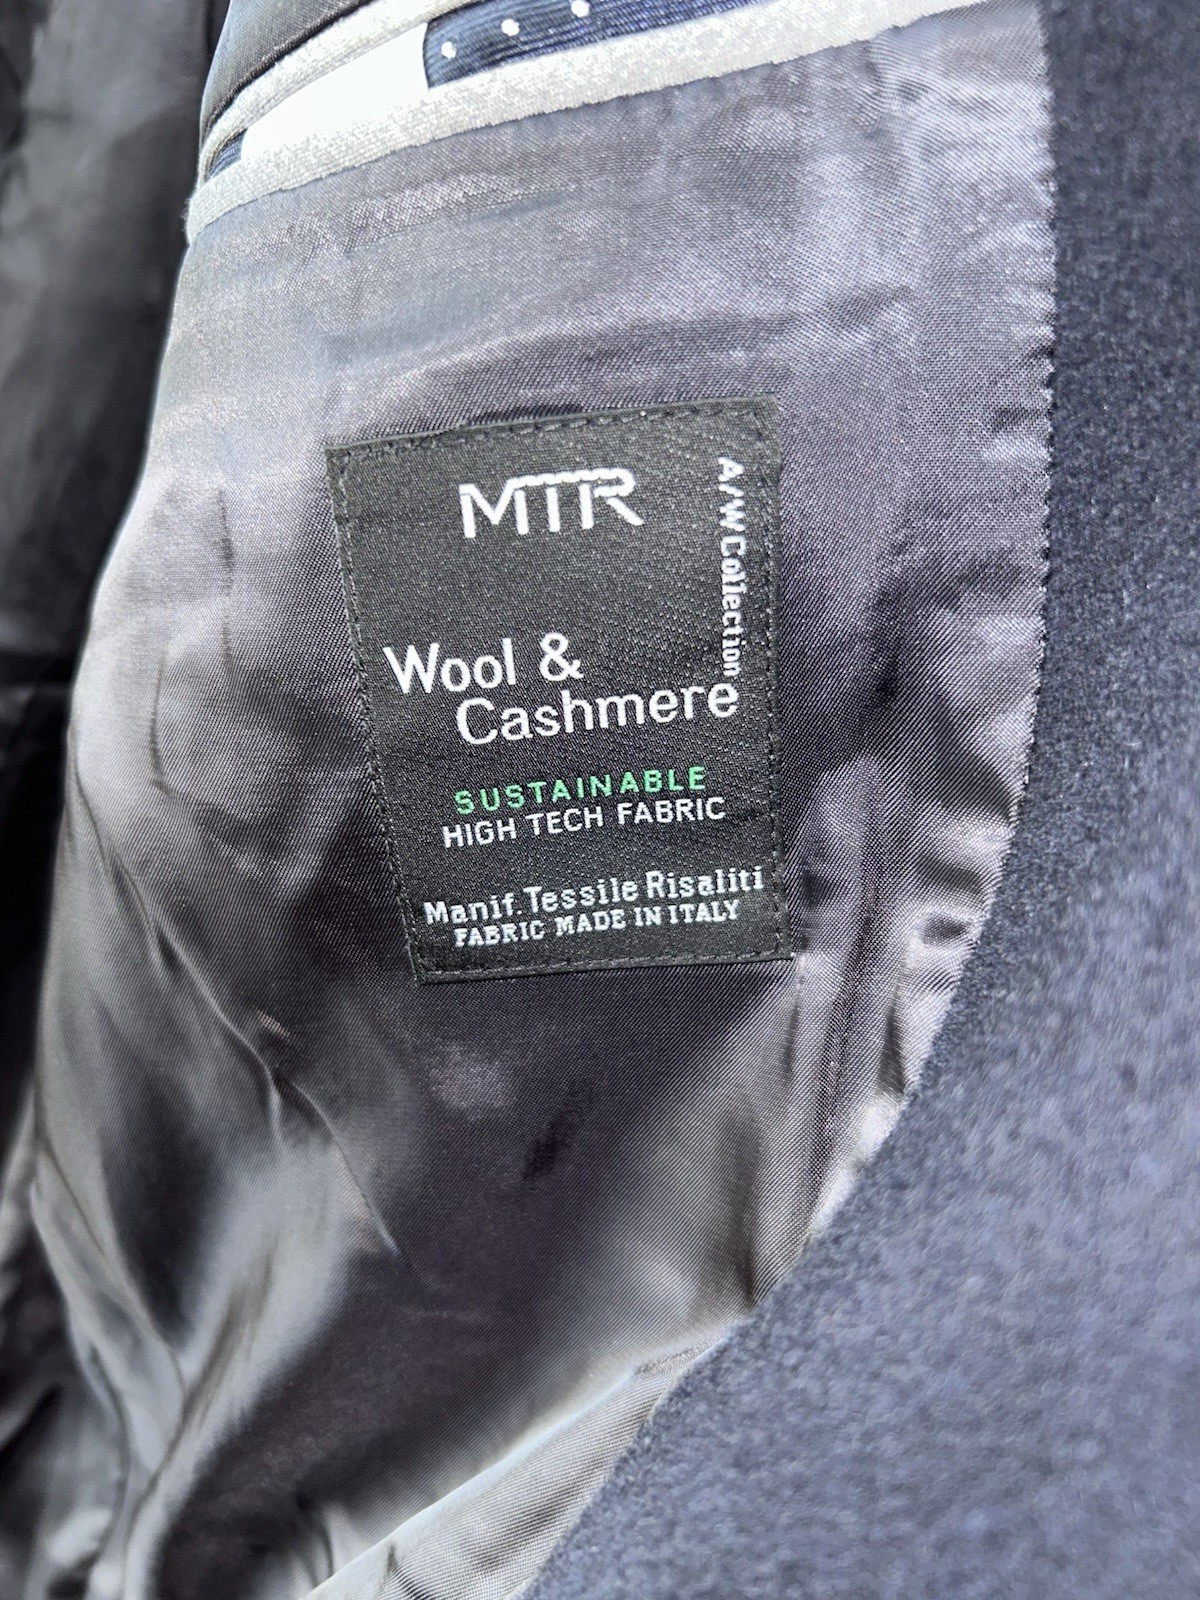 MTR
A/W Collection
Wool &
Cashmere
SUSTAINABLE
HIGH TECH FABRIC
Manif. Tessile Risaliti
FABRIC MADE IN ITALY